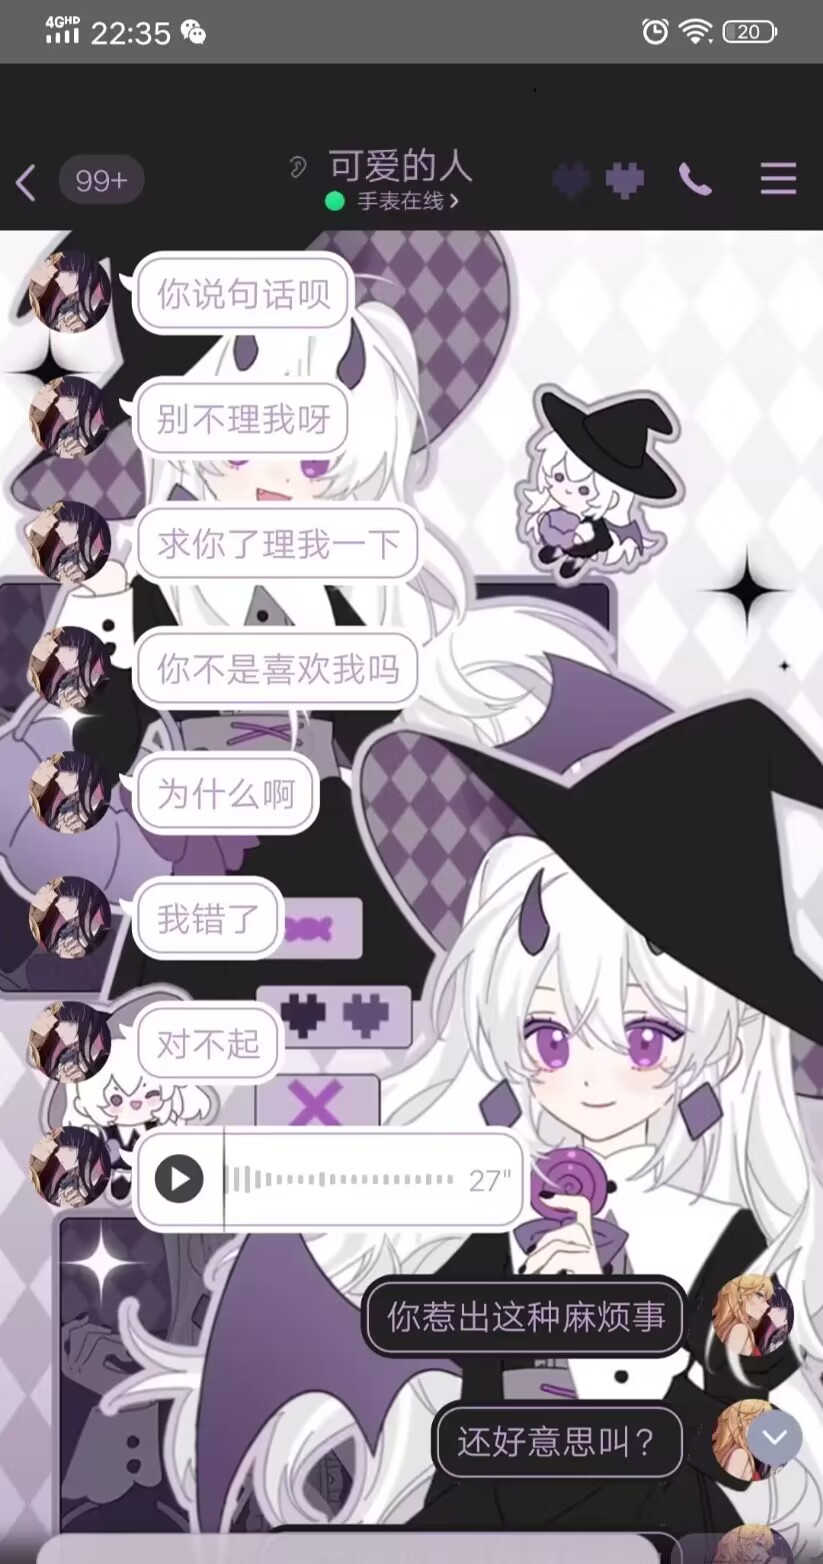 4GHD 22:35 20
99+ 可爱的人
手表在线
你说句话呗
别不理我呀
求你了理我一下
你不是喜欢我吗
为什么啊
我错了
对不起
27"
你惹出这种麻烦事
还好意思叫？